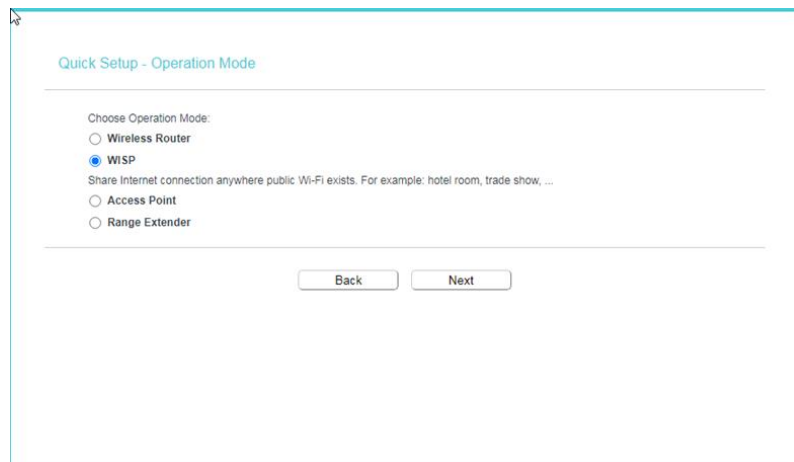 Quick Setup - Operation Mode
Choose Operation Mode:
Wireless Router
WISP
Share Internet connection anywhere public Wi-Fi exists. For example: hotel room, trade show, ...
Access Point
Range Extender
Back Next